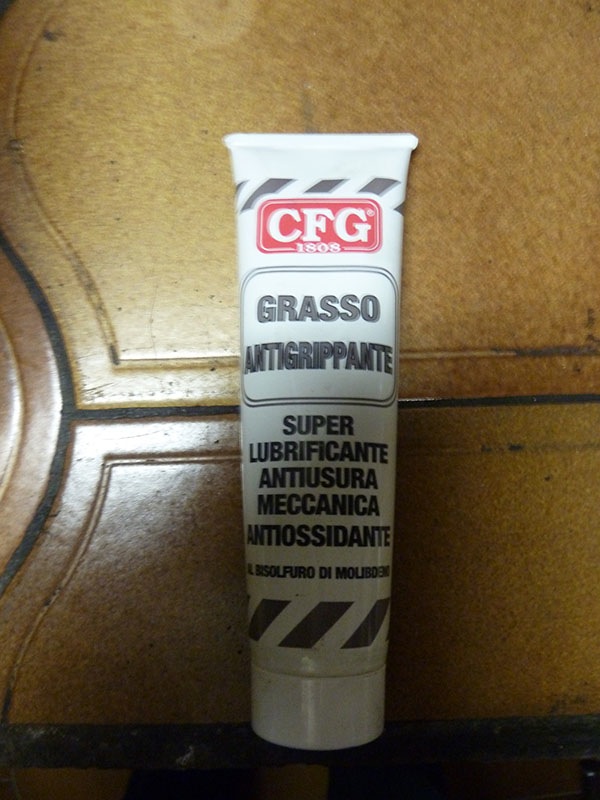 CFG®
1808
GRASSO
ANTIGRIPPANTE
SUPER
LUBRIFICANTE
ANTIUSURA
MECCANICA
ANTIOSSIDANTE
AL BISOLFURO DI MOLIBDENO